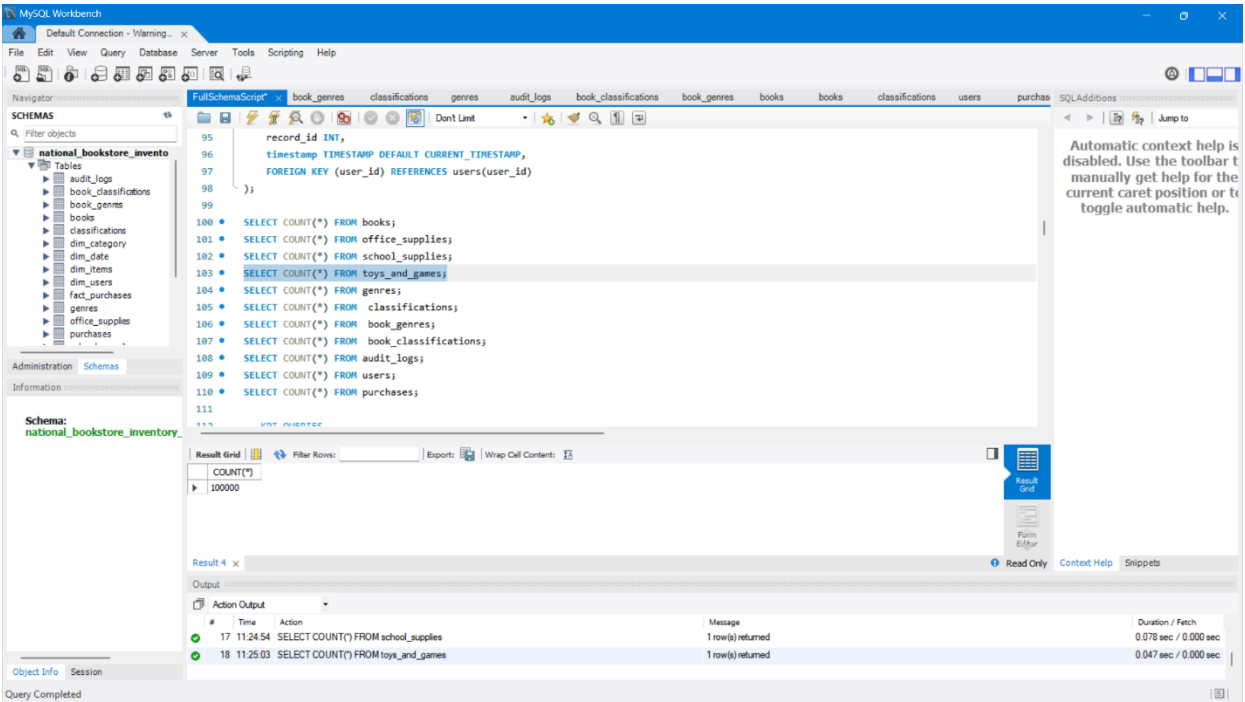 MySQL Workbench
Default Connection - Warning... ×
File Edit View Query Database Server Tools Scripting Help
Navigator
SCHEMAS
Filter objects
national_bookstore_invento
Tables
audit_logs
book_classifications
book_genres
books
classifications
dim_category
dim_date
dim_items
dim_users
fact_purchases
genres
office_supplies
purchases
Administration Schemas
Information
Schema:
national_bookstore_inventory_
Object Info Session
Query Completed
FullSchemaScript* × book_genres classifications genres audit_logs book_classifications book_genres books books classifications users purchas
Don't Limit
95 record_id INT,
96 timestamp TIMESTAMP DEFAULT CURRENT_TIMESTAMP,
97 FOREIGN KEY (user_id) REFERENCES users(user_id)
98 );
99
100 SELECT COUNT(*) FROM books;
101 SELECT COUNT(*) FROM office_supplies;
102 SELECT COUNT(*) FROM school_supplies;
103 SELECT COUNT(*) FROM toys_and_games;
104 SELECT COUNT(*) FROM genres;
105 SELECT COUNT(*) FROM  classifications;
106 SELECT COUNT(*) FROM  book_genres;
107 SELECT COUNT(*) FROM  book_classifications;
108 SELECT COUNT(*) FROM audit_logs;
109 SELECT COUNT(*) FROM users;
110 SELECT COUNT(*) FROM purchases;
111
112 KPI QUERIES
Result Grid Filter Rows: Export: Wrap Cell Content:
COUNT(*)
100000
Result Grid
Form Editor
Result 4 ×
Read Only
Output
Action Output
# Time Action Message Duration / Fetch
17 11:24:54 SELECT COUNT(*) FROM school_supplies 1 row(s) returned 0.078 sec / 0.000 sec
18 11:25:03 SELECT COUNT(*) FROM toys_and_games 1 row(s) returned 0.047 sec / 0.000 sec
SQLAdditions
Jump to
Automatic context help is
disabled. Use the toolbar t
manually get help for the
current caret position or to
toggle automatic help.
Context Help Snippets